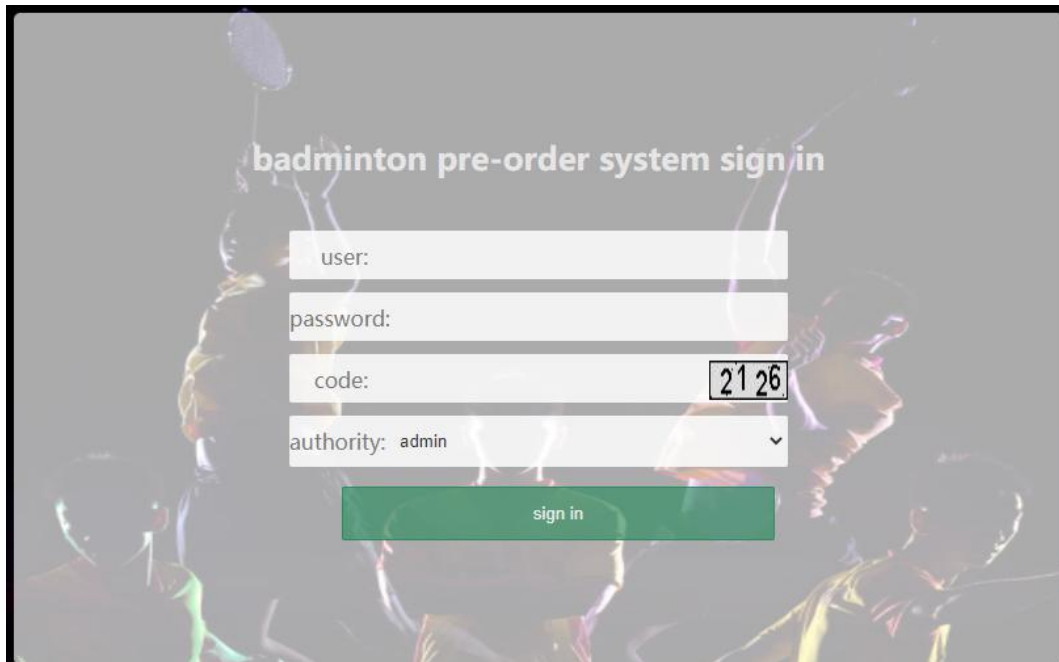 badminton pre-order system sign in
user:
password:
code: 2126
authority: admin
sign in